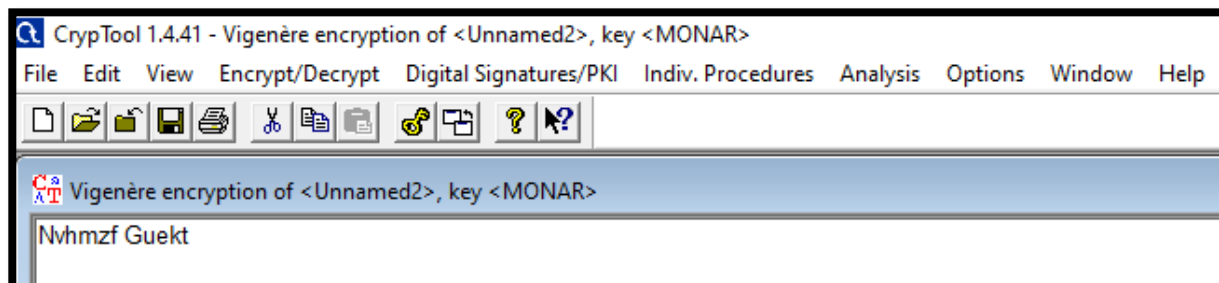 CrypTool 1.4.41 - Vigenère encryption of <Unnamed2>, key <MONAR>
File Edit View Encrypt/Decrypt Digital Signatures/PKI Indiv. Procedures Analysis Options Window Help
Vigenère encryption of <Unnamed2>, key <MONAR>
Nvhmzf Guekt